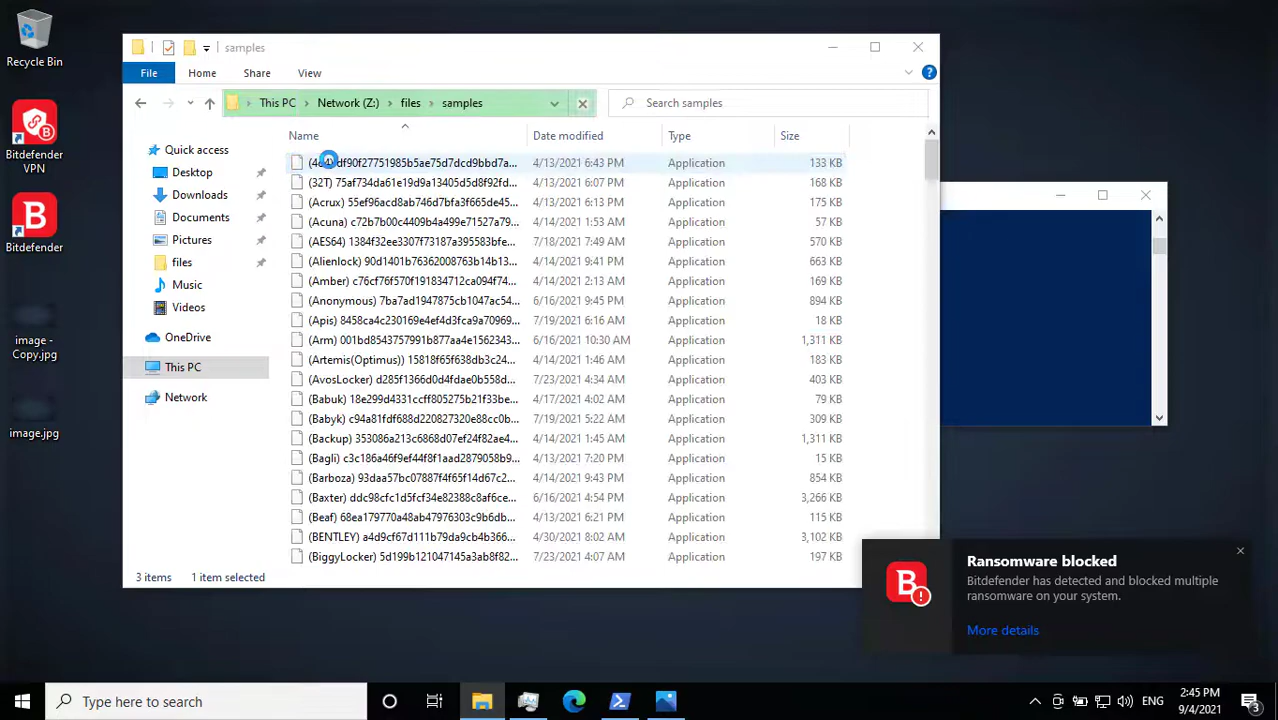 Recycle Bin
Bitdefender
VPN
Bitdefender
image -
Copy.jpg
image.jpg
samples
File Home Share View
This PC > Network (Z:) > files > samples
Search samples
Quick access
Desktop
Downloads
Documents
Pictures
files
Music
Videos
OneDrive
This PC
Network
Name Date modified Type Size
4/13/2021 6:43 PM Application 133 KB
(32T) 75af734da61e19d9a13405d5d8f92fd... 4/13/2021 6:07 PM Application 168 KB
(Acrux) 55ef96acd8ab746d7bfa3f665de45... 4/13/2021 6:13 PM Application 175 KB
(Acuna) c72b7b00c4409b4a499e71527a79... 4/14/2021 1:53 AM Application 57 KB
(AES64) 1384f32ee3307f73187a395583bfe... 7/18/2021 7:49 AM Application 570 KB
(Alienlock) 90d1401b76362008763b14b13... 4/14/2021 9:41 PM Application 663 KB
(Amber) c76cf76f570f191834712ca094f74... 4/14/2021 2:13 AM Application 169 KB
(Anonymous) 7ba7ad1947875cb1047ac54... 6/16/2021 9:45 PM Application 894 KB
(Apis) 8458ca4c230169e4ef4d3fca9a70969... 7/19/2021 6:16 AM Application 18 KB
(Arm) 001bd8543757991b877aa4e1562343... 6/16/2021 10:30 AM Application 1,311 KB
(Artemis(Optimus)) 15818f65f638db3c24... 4/14/2021 1:46 AM Application 183 KB
(AvosLocker) d285f1366d0d4fdae0b558d... 7/23/2021 4:34 AM Application 403 KB
(Babuk) 18e299d4331ccff805275b21f33be... 4/17/2021 4:02 AM Application 79 KB
(Babyk) c94a81fdf688d220827320e88cc0b... 7/19/2021 5:22 AM Application 309 KB
(Backup) 353086a213c6868d07ef24f82ae4... 4/14/2021 1:45 AM Application 1,311 KB
(Bagli) c3c186a46f9ef44f8f1aad2879058b9... 4/13/2021 7:20 PM Application 15 KB
(Barboza) 93daa57bc07887f4f65f14d67c2... 4/14/2021 9:43 PM Application 854 KB
(Baxter) ddc98cfc1d5fcf34e82388c8af6ce... 6/16/2021 4:54 PM Application 3,266 KB
(Beaf) 68ea179770a48ab47976303c9b6db... 4/13/2021 6:21 PM Application 115 KB
(BENTLEY) a4d9cf67d111b79da9cb4b366... 4/30/2021 8:02 AM Application 3,102 KB
(BiggyLocker) 5d199b121047145a3ab8f82... 7/23/2021 4:07 AM Application 197 KB
3 items 1 item selected
Ransomware blocked
Bitdefender has detected and blocked multiple
ransomware on your system.
More details
Type here to search
ENG
2:45 PM
9/4/2021
3